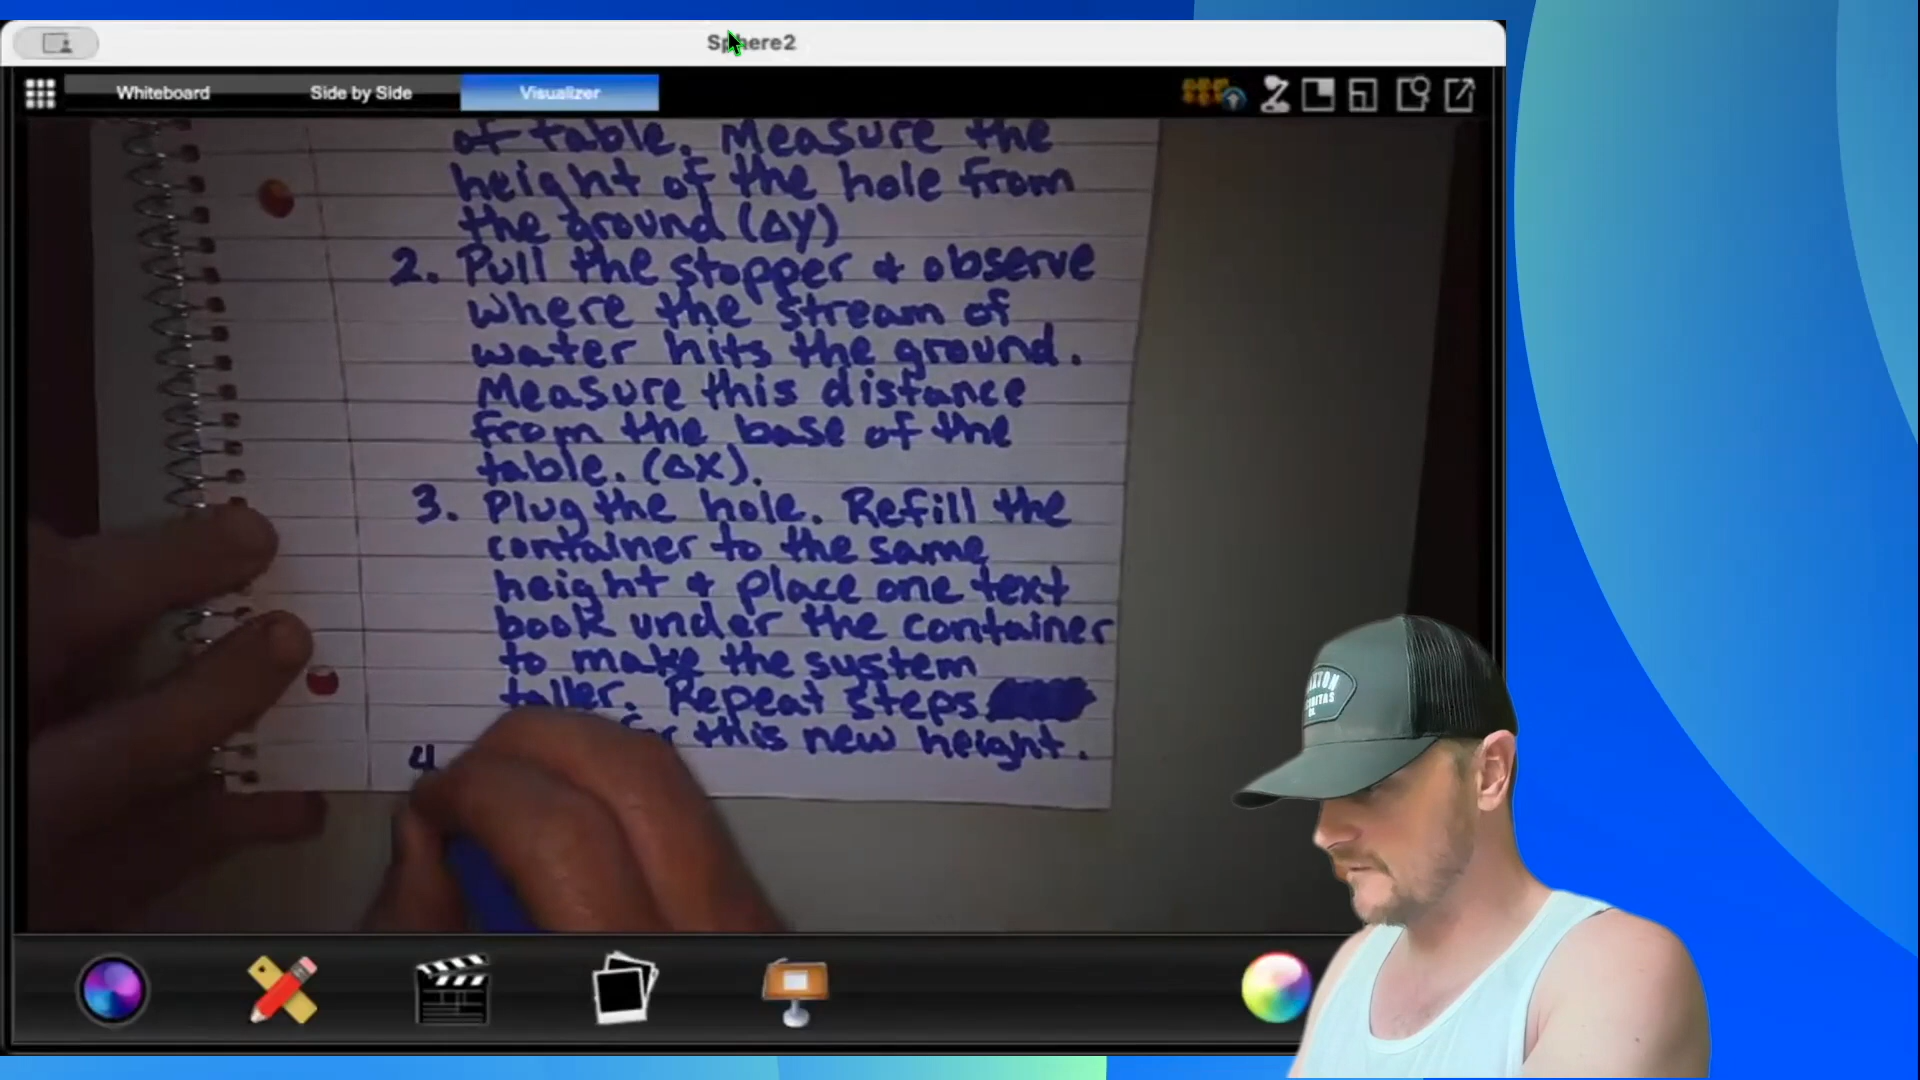 Sphere2
Whiteboard
Side by Side
Visualizer
of table. Measure the
height of the hole from
the ground (Δy)
2. Pull the stopper & observe
where the stream of
water hits the ground.
Measure this distance
from the base of the
table. (Δx).
3. Plug the hole. Refill the
container to the same
height & place one text
book under the container
to make the system
taller. Repeat steps
this new height.
4